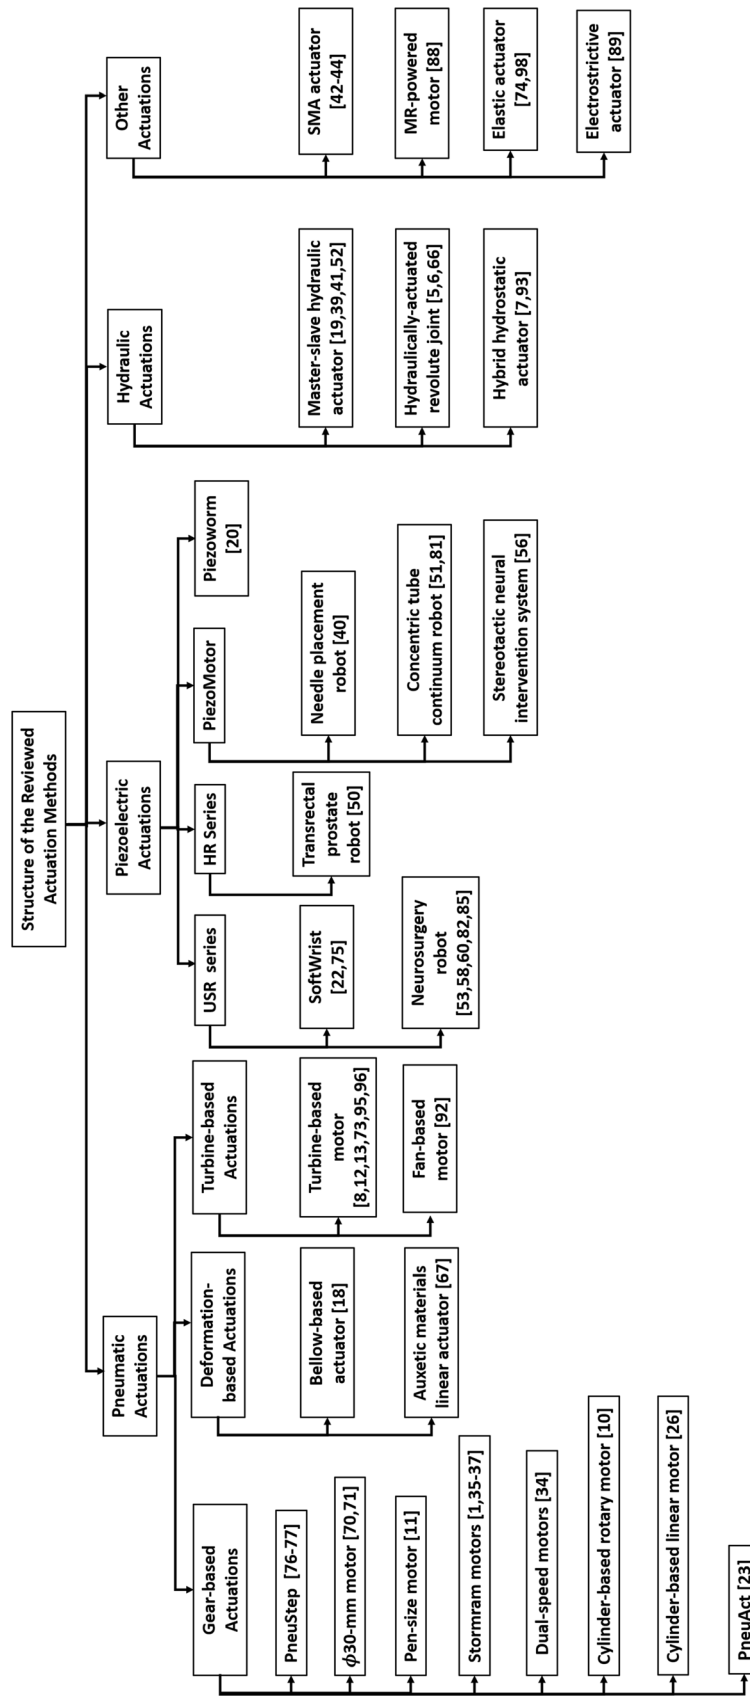 Structure of the Reviewed
Actuation Methods
Pneumatic
Actuations
Gear-based
Actuations
PneuStep [76-77]
ϕ30-mm motor [70,71]
Pen-size motor [11]
Stormram motors [1,35-37]
Dual-speed motors [34]
Cylinder-based rotary motor [10]
Cylinder-based linear motor [26]
PneuAct [23]
Deformation-
based Actuations
Bellow-based
actuator [18]
Auxetic materials
linear actuator [67]
Turbine-based
Actuations
Turbine-based
motor
[8,12,13,73,95,96]
Fan-based
motor [92]
Piezoelectric
Actuations
USR series
SoftWrist
[22,75]
Neurosurgery
robot
[53,58,60,82,85]
HR Series
Transrectal
prostate
robot [50]
PiezoMotor
Needle placement
robot [40]
Concentric tube
continuum robot [51,81]
Stereotactic neural
intervention system [56]
Piezoworm
[20]
Hydraulic
Actuations
Master-slave hydraulic
actuator [19,39,41,52]
Hydraulically-actuated
revolute joint [5,6,66]
Hybrid hydrostatic
actuator [7,93]
Other
Actuations
SMA actuator
[42-44]
MR-powered
motor [88]
Elastic actuator
[74,98]
Electrostrictive
actuator [89]